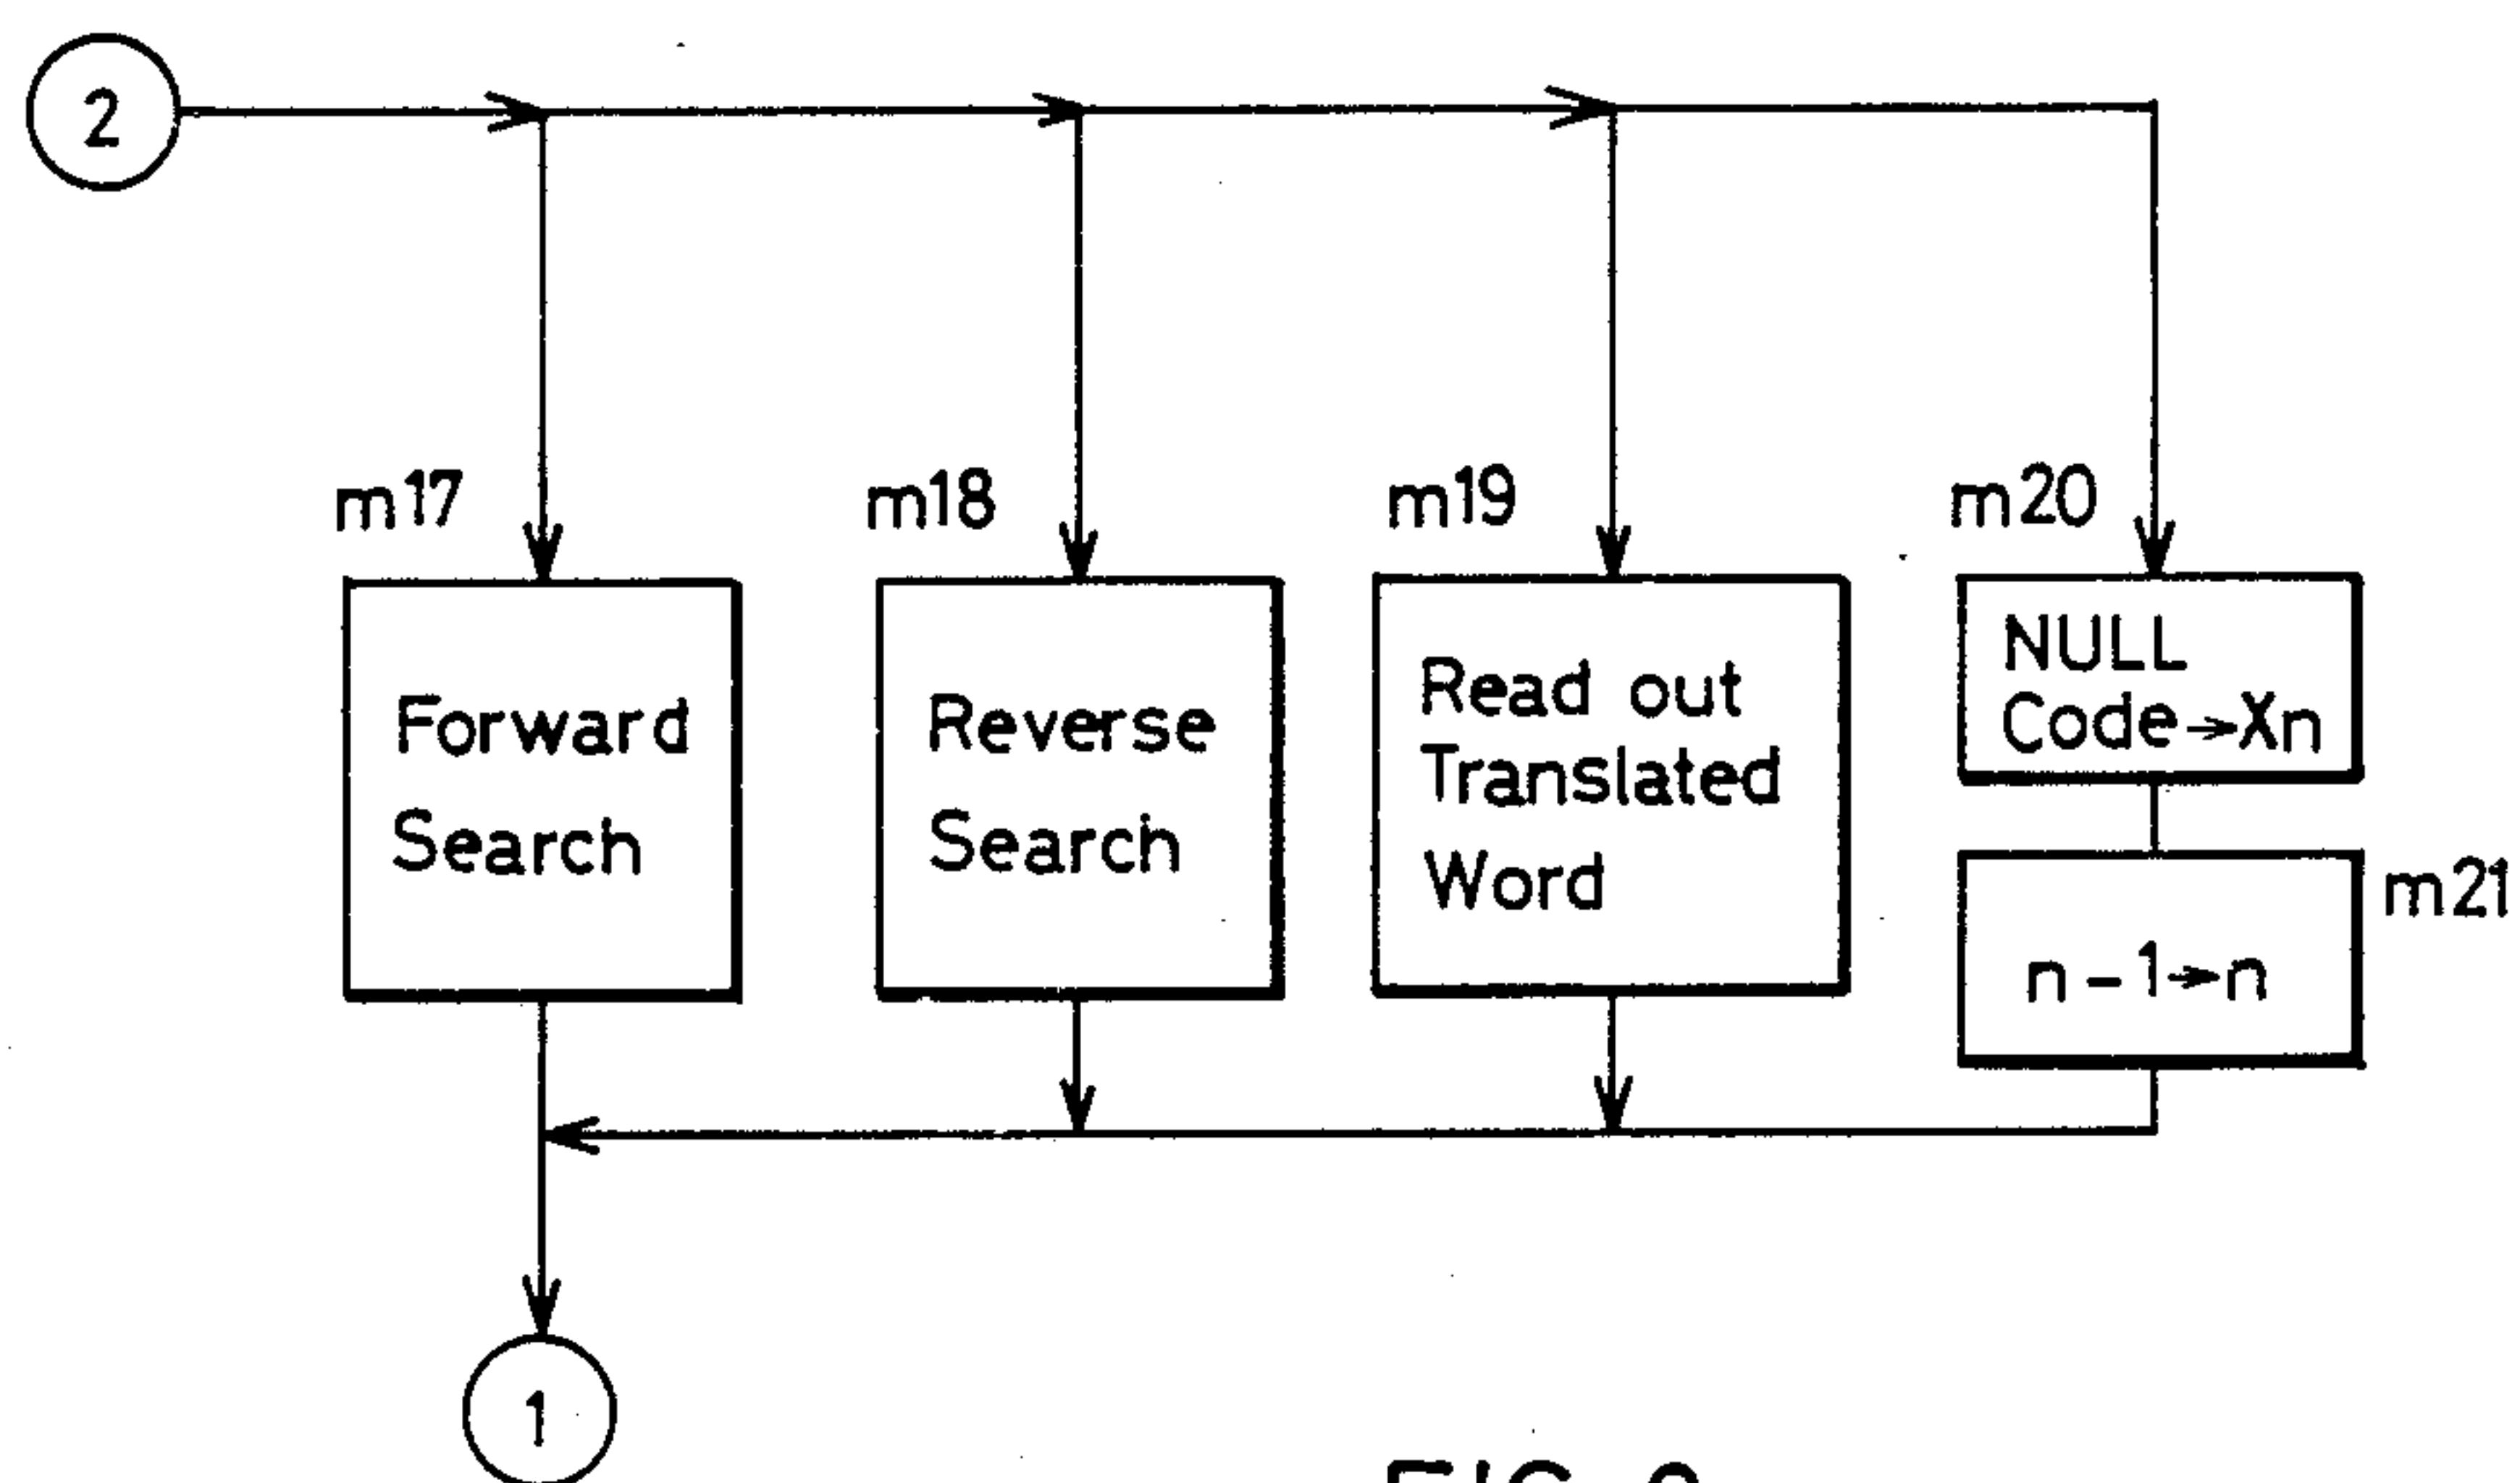 2
m17
m18
m19
m20
Forward
Search
Reverse
Search
Read out
Translated
Word
NULL
Code→Xn
m21
n-1→n
1